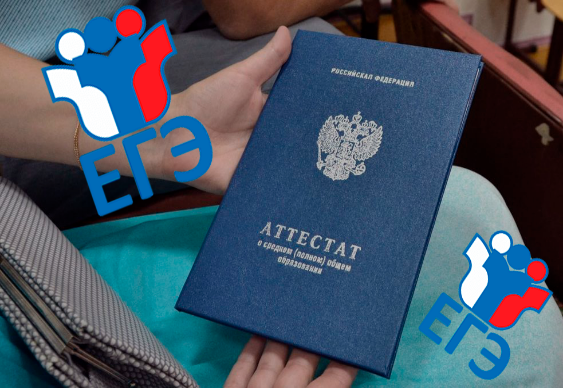 ЕГЭ
РОССИЙСКАЯ ФЕДЕРАЦИЯ
АТТЕСТАТ
о среднем (полном) общем
образовании
ЕГЭ